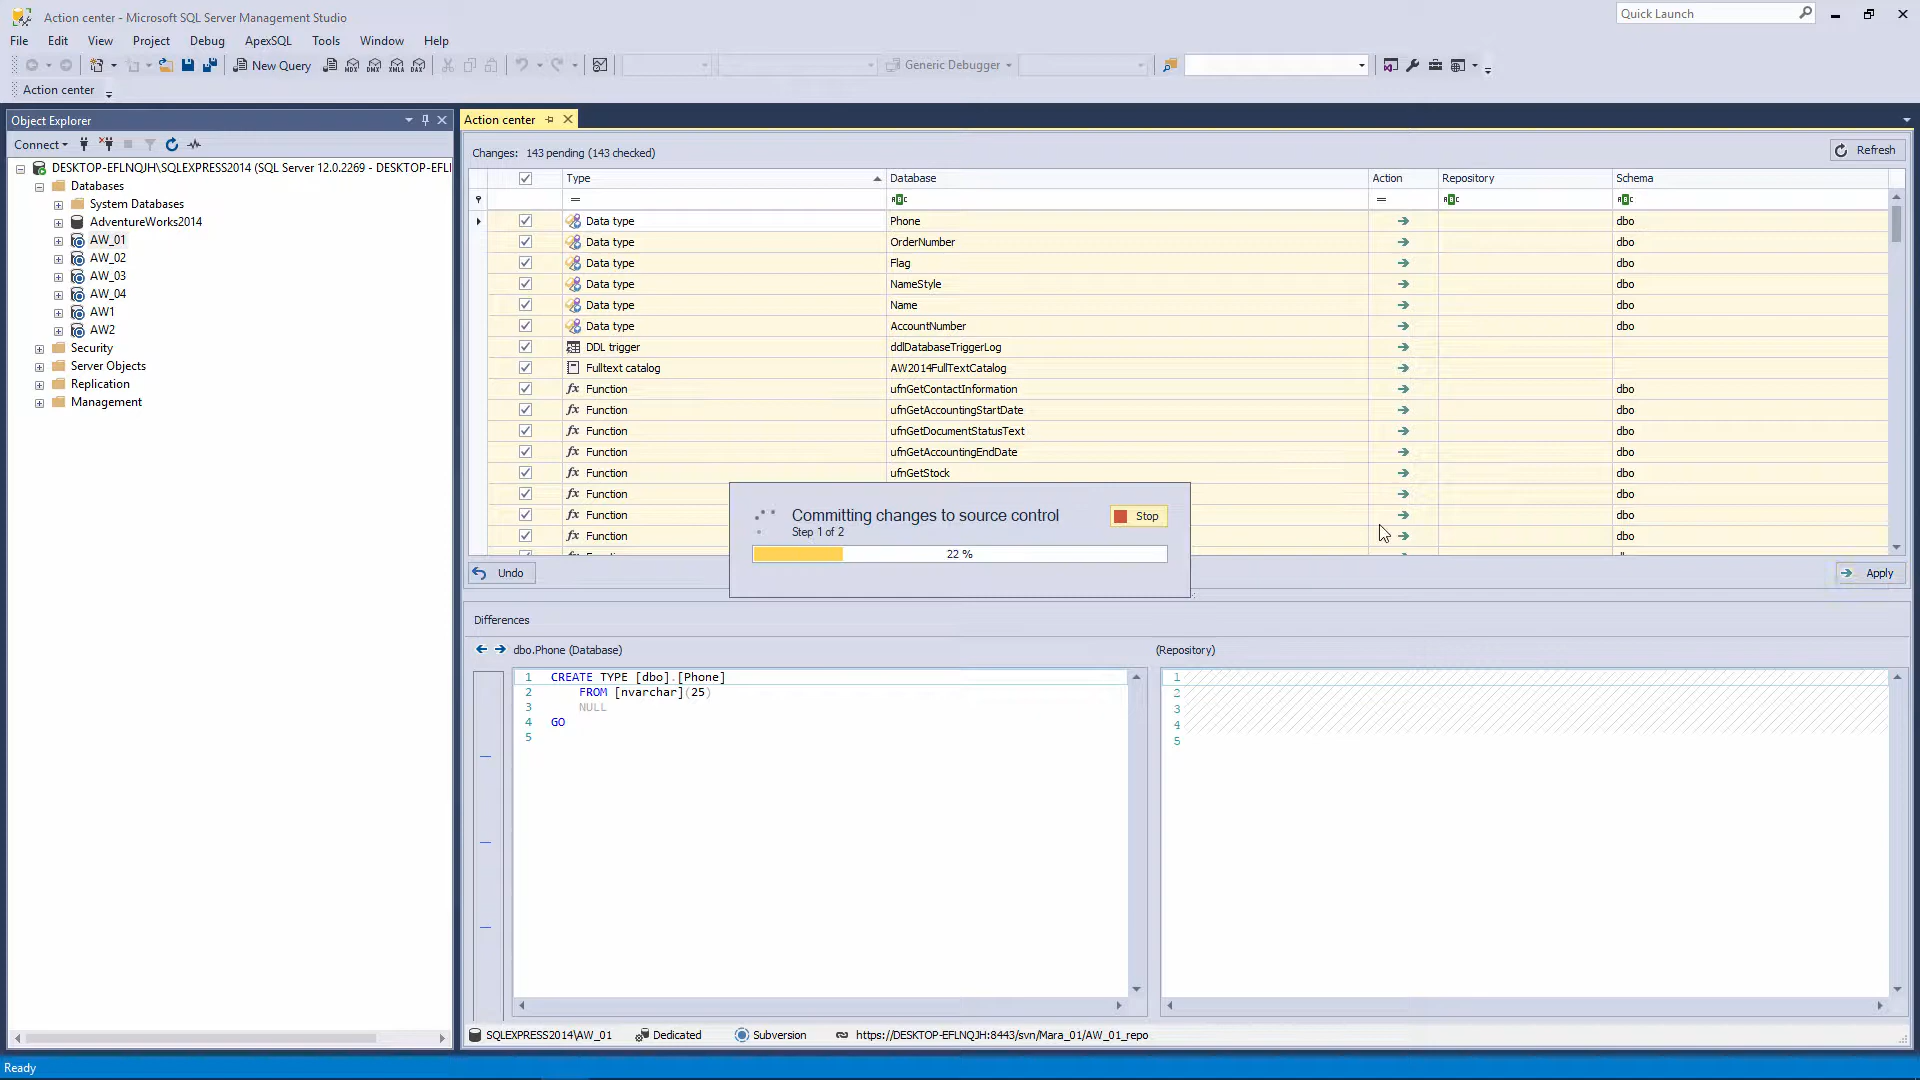 Action center - Microsoft SQL Server Management Studio
Quick Launch
File Edit View Project Debug ApexSQL Tools Window Help
New Query
Generic Debugger
Action center
Object Explorer
Connect
DESKTOP-EFLNQJH\SQLEXPRESS2014 (SQL Server 12.0.2269 - DESKTOP-EFLI
Databases
System Databases
AdventureWorks2014
AW_01
AW_02
AW_03
AW_04
AW1
AW2
Security
Server Objects
Replication
Management
Action center
Changes: 143 pending (143 checked)
Refresh
Type Database Action Repository Schema
Data type Phone dbo
Data type OrderNumber dbo
Data type Flag dbo
Data type NameStyle dbo
Data type Name dbo
Data type AccountNumber dbo
DDL trigger ddlDatabaseTriggerLog
Fulltext catalog AW2014FullTextCatalog
Function ufnGetContactInformation dbo
Function ufnGetAccountingStartDate dbo
Function ufnGetDocumentStatusText dbo
Function ufnGetAccountingEndDate dbo
Function ufnGetStock dbo
Function dbo
Function dbo
Function dbo
Committing changes to source control
Stop
Step 1 of 2
22 %
Undo
Apply
Differences
dbo.Phone (Database)
(Repository)
1 CREATE TYPE [dbo].[Phone]
2 FROM [nvarchar](25)
3 NULL
4 GO
5
1
2
3
4
5
SQLEXPRESS2014\AW_01 Dedicated Subversion https://DESKTOP-EFLNQJH:8443/svn/Mara_01/AW_01_repo
Ready